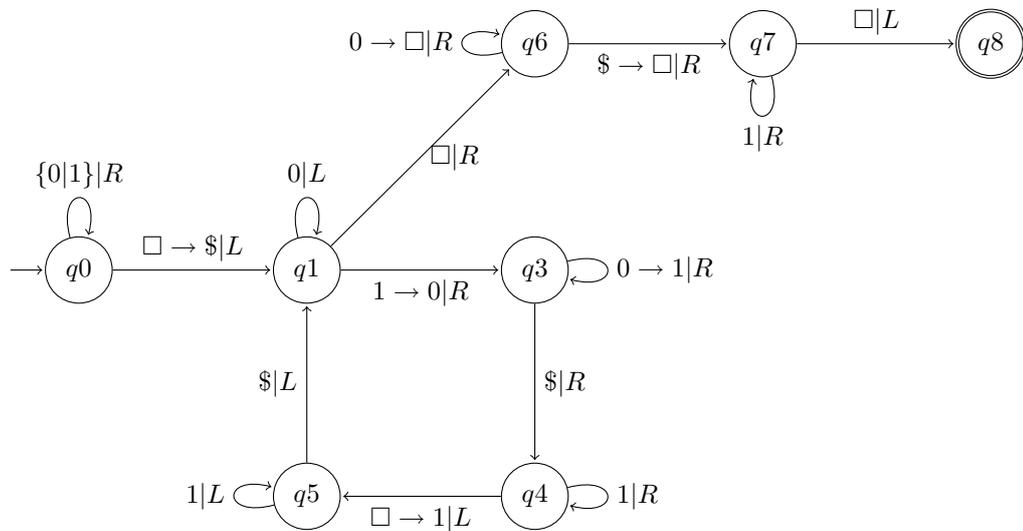 0 → □|R
q6
$ → □|R
q7
□|L
q8
1|R
□|R
{0|1}|R
0|L
q0
□ → $|L
q1
1 → 0|R
q3
0 → 1|R
$|L
$|R
1|L
q5
□ → 1|L
q4
1|R